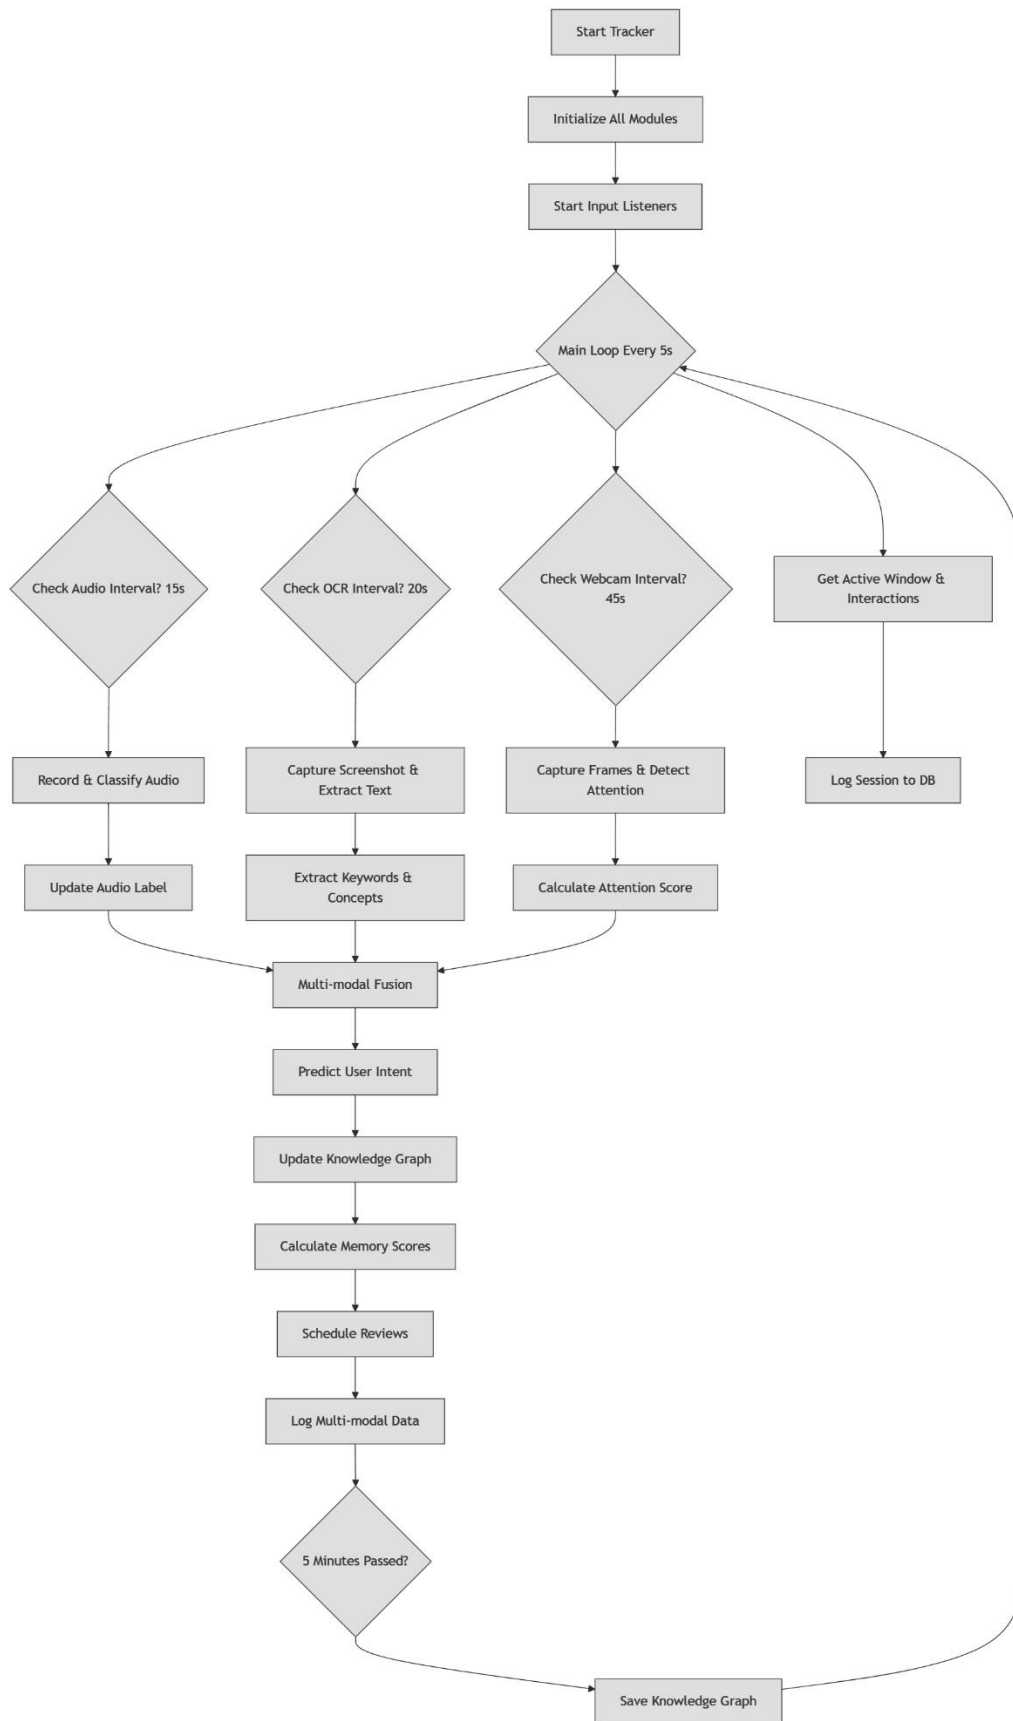 Start Tracker
Initialize All Modules
Start Input Listeners
Main Loop Every 5s
Check Audio Interval? 15s
Check OCR Interval? 20s
Check Webcam Interval?
45s
Get Active Window &
Interactions
Record & Classify Audio
Capture Screenshot &
Extract Text
Capture Frames & Detect
Attention
Log Session to DB
Update Audio Label
Extract Keywords &
Concepts
Calculate Attention Score
Multi-modal Fusion
Predict User Intent
Update Knowledge Graph
Calculate Memory Scores
Schedule Reviews
Log Multi-modal Data
5 Minutes Passed?
Save Knowledge Graph